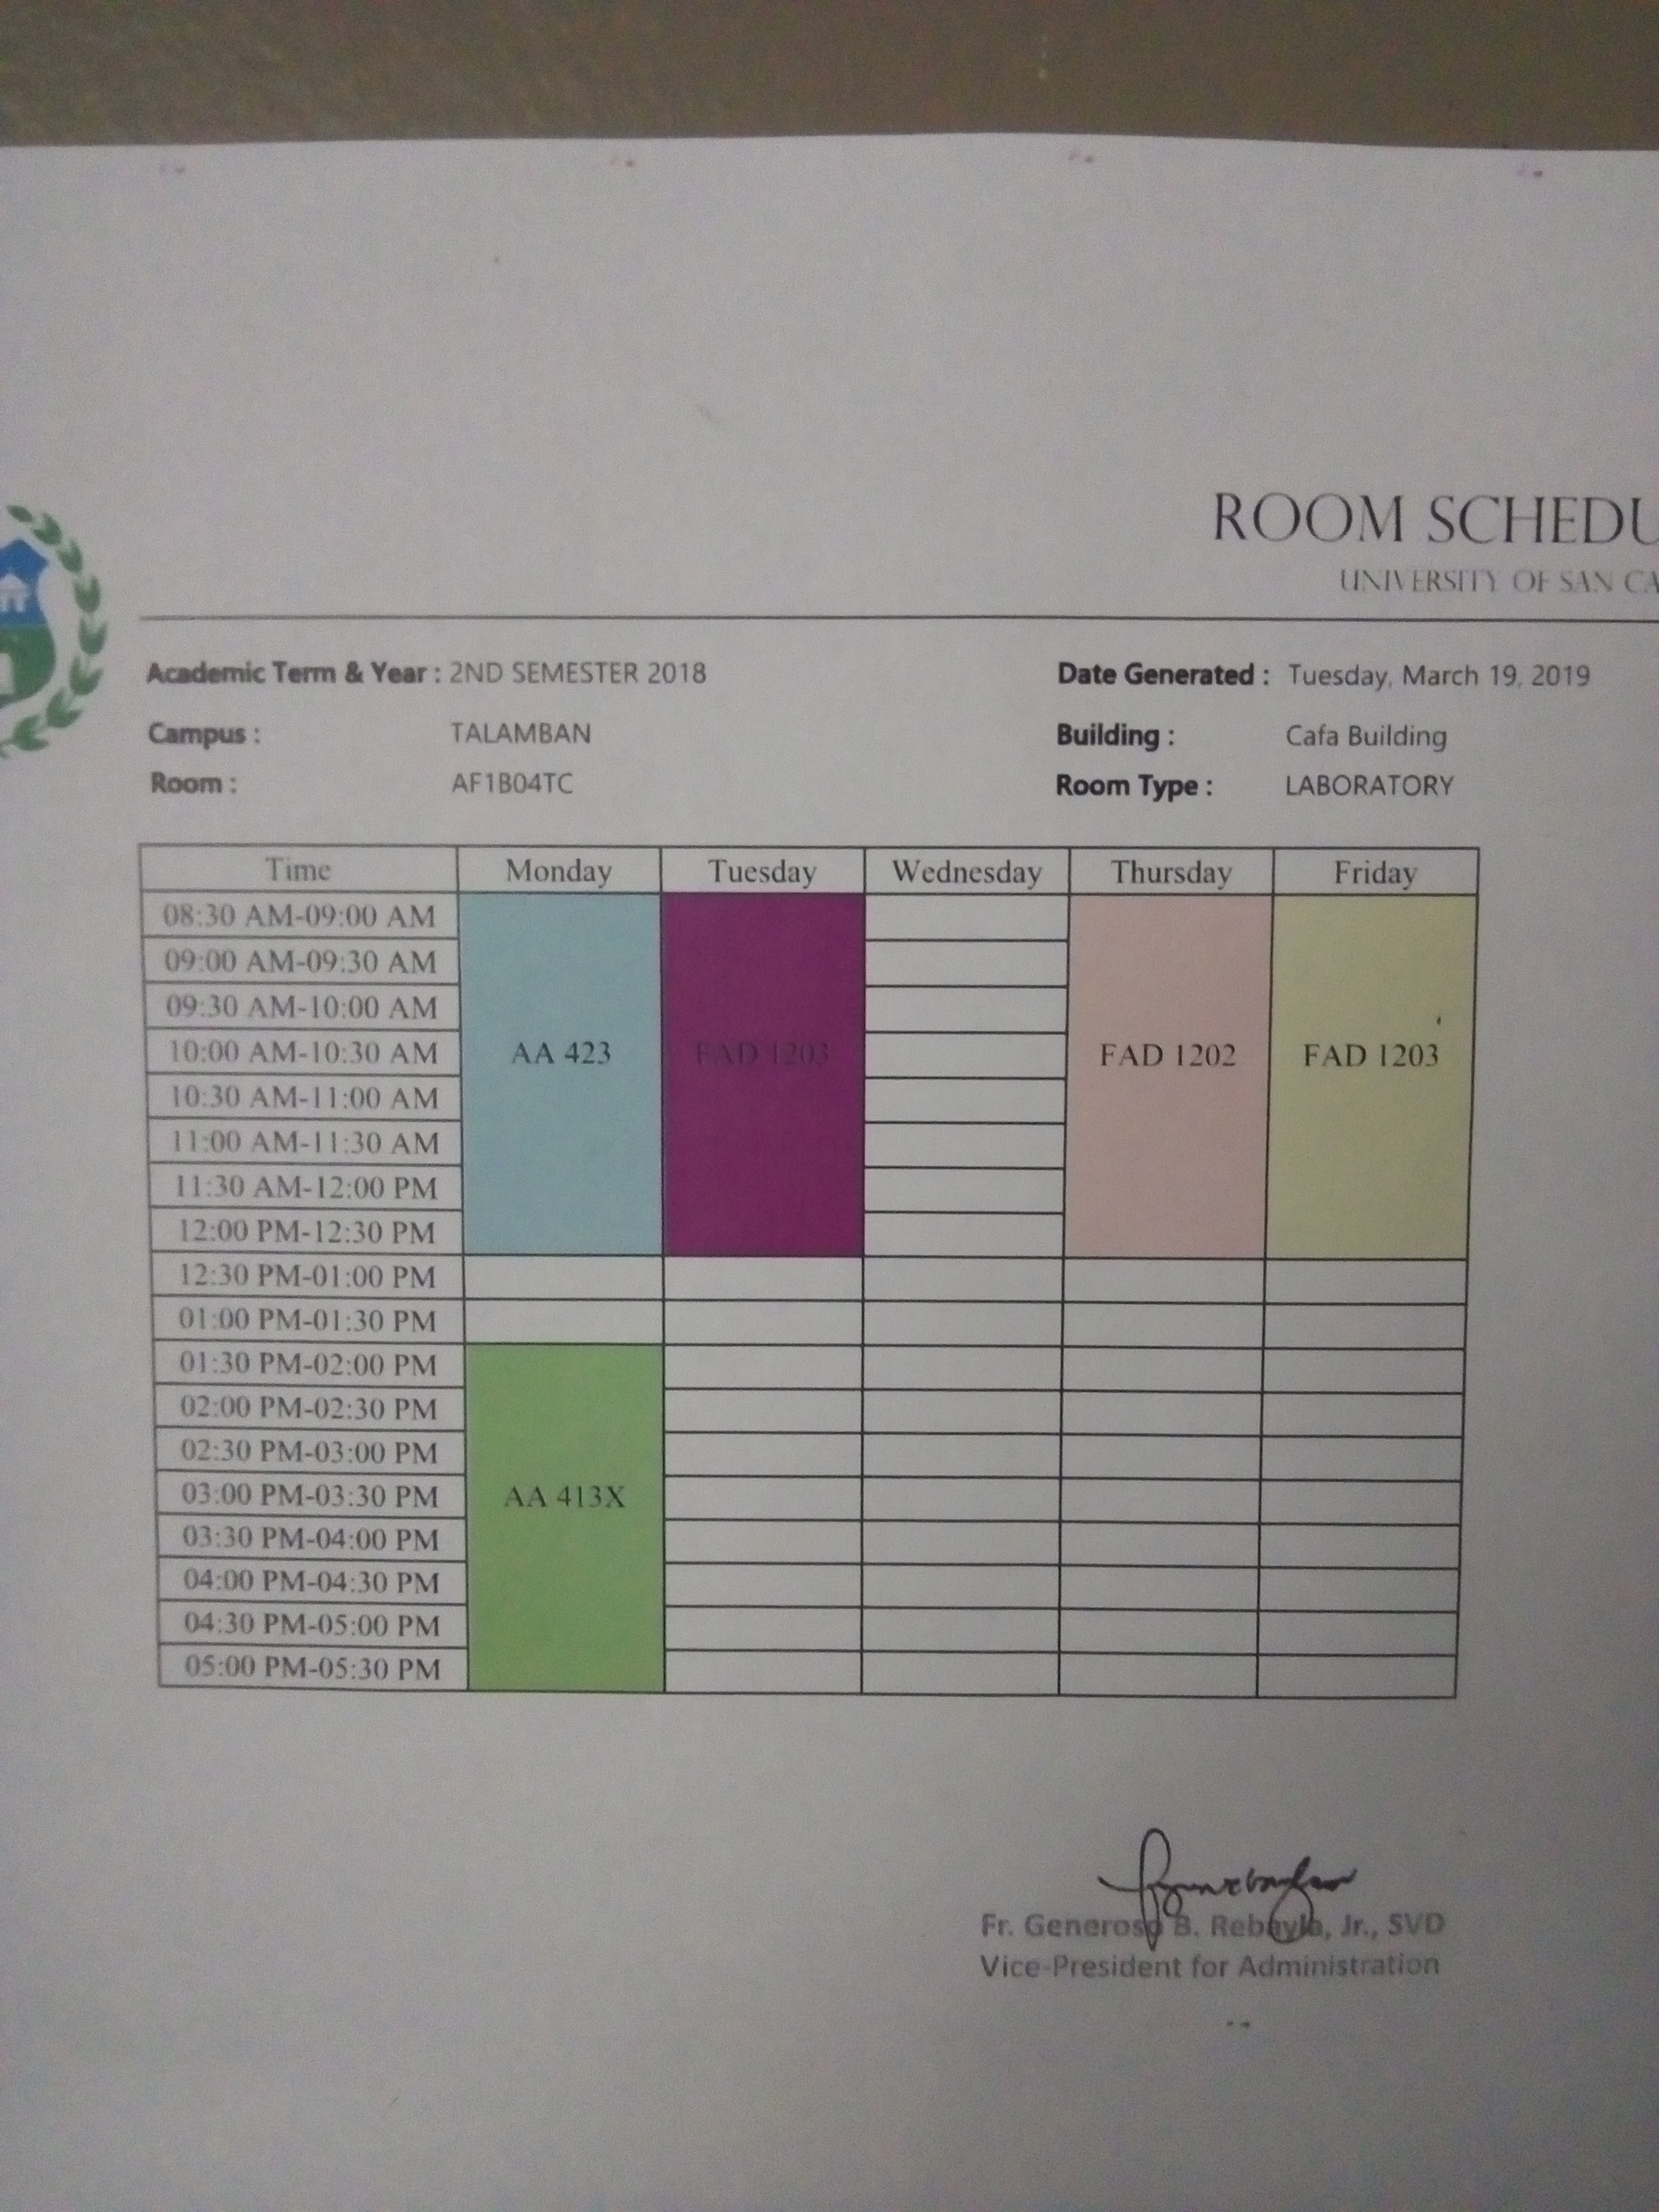 ROOM SCHEDU
UNIVERSITY OF SAN CA
Academic Term & Year : 2ND SEMESTER 2018 Date Generated : Tuesday, March 19, 2019
Campus : TALAMBAN Building : Cafa Building
Room : AF1B04TC Room Type : LABORATORY
Time Monday Tuesday Wednesday Thursday Friday
08:30 AM-09:00 AM
09:00 AM-09:30 AM
09:30 AM-10:00 AM
10:00 AM-10:30 AM AA 423 FAD 1203 FAD 1202 FAD 1203
10:30 AM-11:00 AM
11:00 AM-11:30 AM
11:30 AM-12:00 PM
12:00 PM-12:30 PM
12:30 PM-01:00 PM
01:00 PM-01:30 PM
01:30 PM-02:00 PM
02:00 PM-02:30 PM
02:30 PM-03:00 PM
03:00 PM-03:30 PM AA 413X
03:30 PM-04:00 PM
04:00 PM-04:30 PM
04:30 PM-05:00 PM
05:00 PM-05:30 PM
Fr. Generoso B. Rebayla, Jr., SVD
Vice-President for Administration